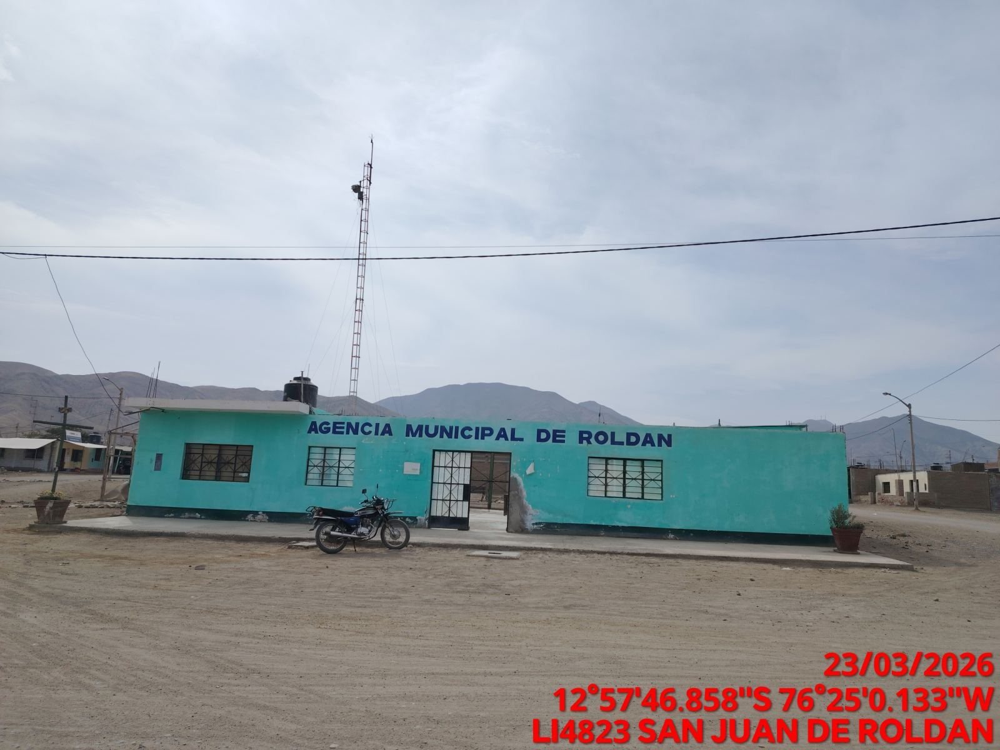 AGENCIA MUNICIPAL DE ROLDAN
23/03/2026
12°57'46.858"S 76°25'0.133"W
LI4823 SAN JUAN DE ROLDAN